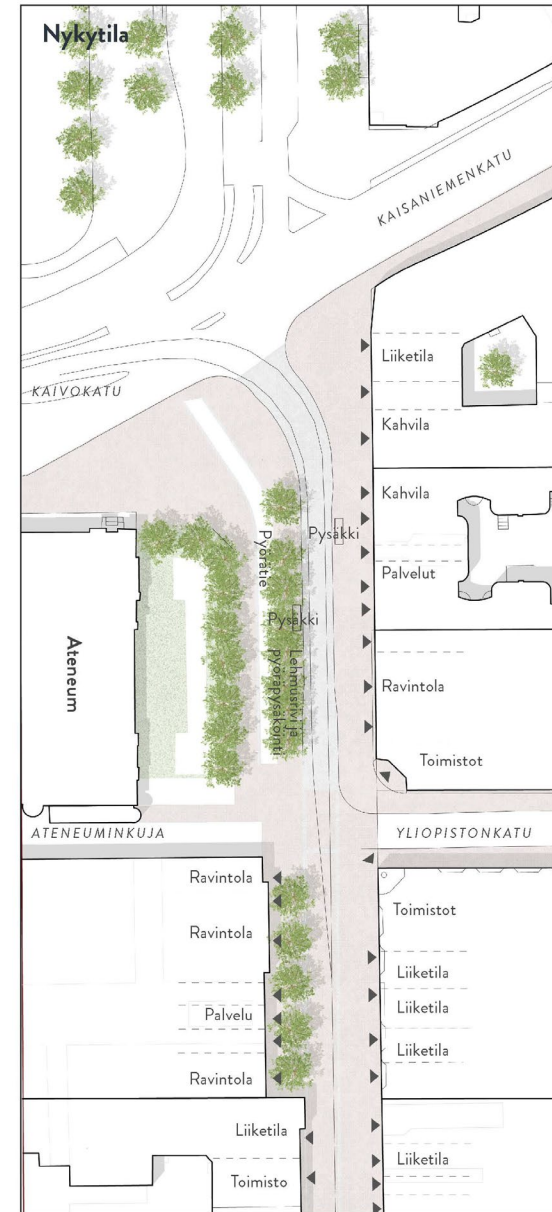 Nykytila
KAISANIEMENKATU
Liiketila
KAIVOKATU
Kahvila
Kahvila
Pyörätie
Pysäkki
Palvelut
Pysäkki
Ateneum
Lehmusrivi ja
pyöräpysäköinti
Ravintola
Toimistot
ATENEUMINKUJA
YLIOPISTONKATU
Ravintola
Toimistot
Ravintola
Liiketila
Liiketila
Palvelu
Liiketila
Ravintola
Liiketila
Liiketila
Toimisto